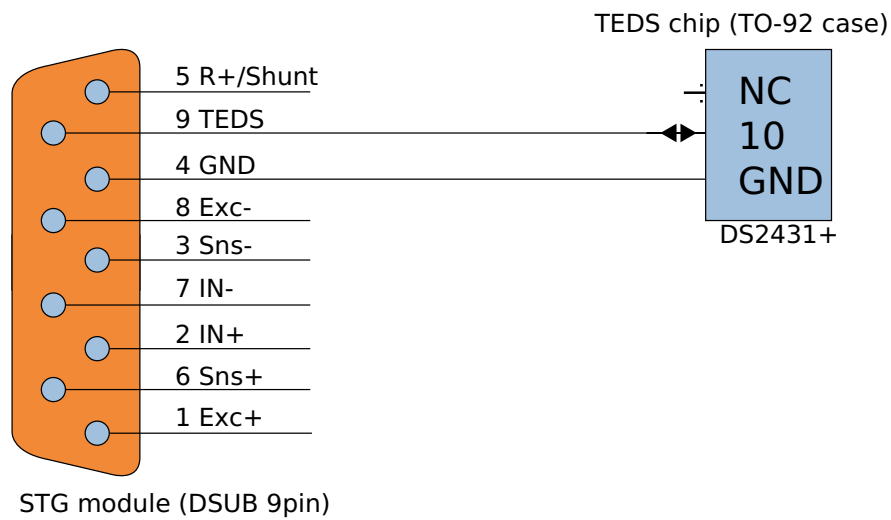 TEDS chip (TO-92 case)
5 R+/Shunt
9 TEDS
4 GND
8 Exc-
3 Sns-
7 IN-
2 IN+
6 Sns+
1 Exc+
NC
10
GND
DS2431+
STG module (DSUB 9pin)